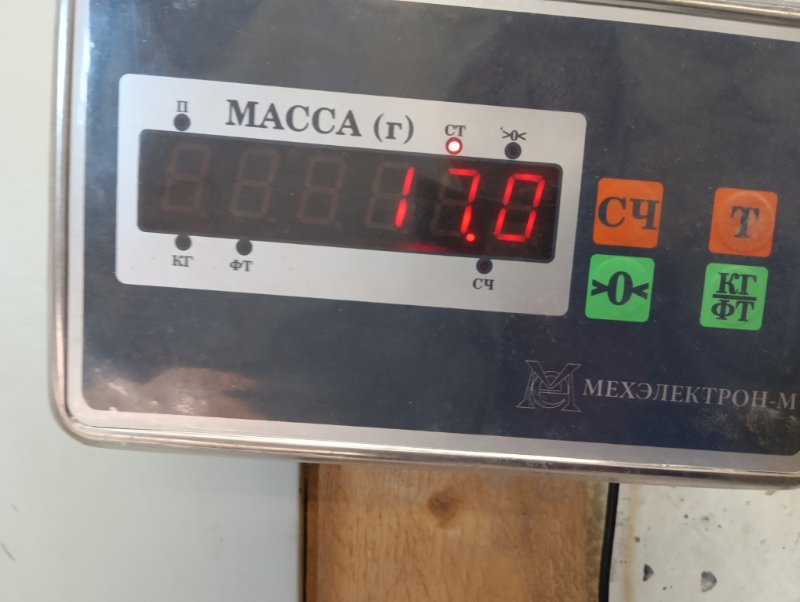 П
МАССА (г)
СТ
>0<
17.0
КГ
ФТ
СЧ
СЧ
Т
>0<
КГ
ФТ
МЕХЭЛЕКТРОН-М